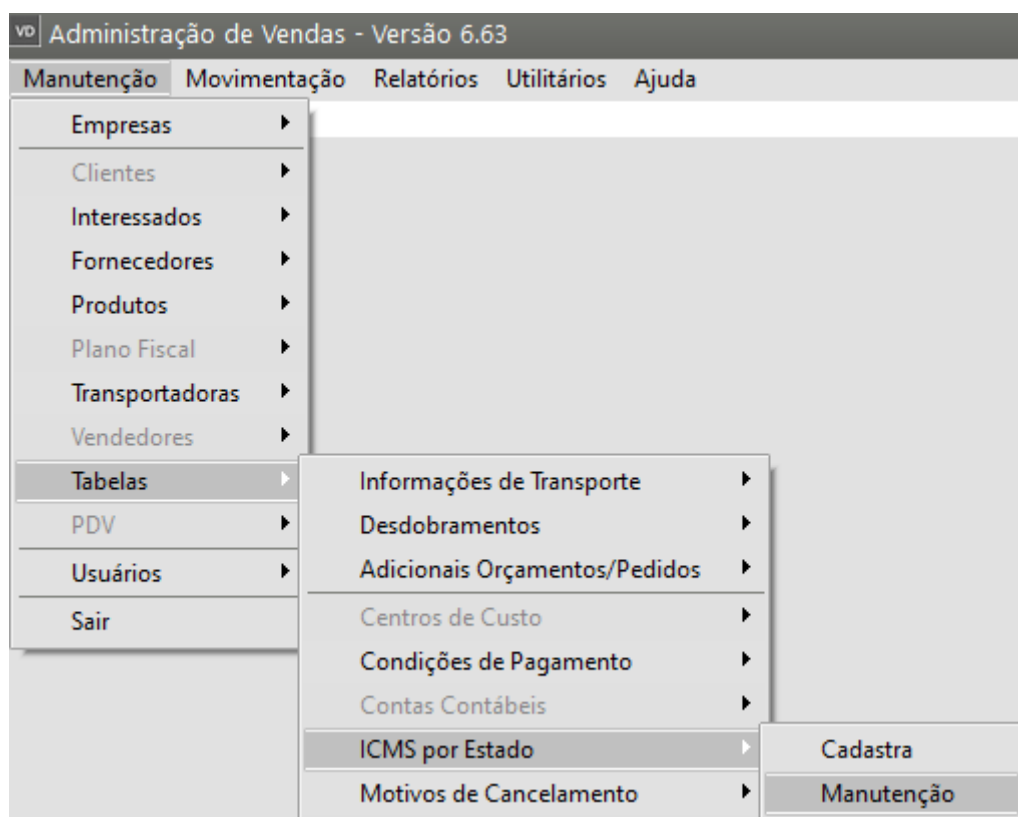 VD Administração de Vendas - Versão 6.63
Manutenção Movimentação Relatórios Utilitários Ajuda
Empresas
Clientes
Interessados
Fornecedores
Produtos
Plano Fiscal
Transportadoras
Vendedores
Tabelas
PDV
Usuários
Sair
Informações de Transporte
Desdobramentos
Adicionais Orçamentos/Pedidos
Centros de Custo
Condições de Pagamento
Contas Contábeis
ICMS por Estado
Motivos de Cancelamento
Cadastra
Manutenção